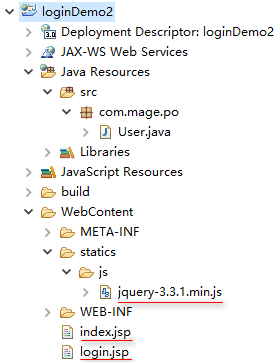 loginDemo2
Deployment Descriptor: loginDemo2
JAX-WS Web Services
Java Resources
src
com.mage.po
User.java
Libraries
JavaScript Resources
build
WebContent
META-INF
statics
js
jquery-3.3.1.min.js
WEB-INF
index.jsp
login.jsp